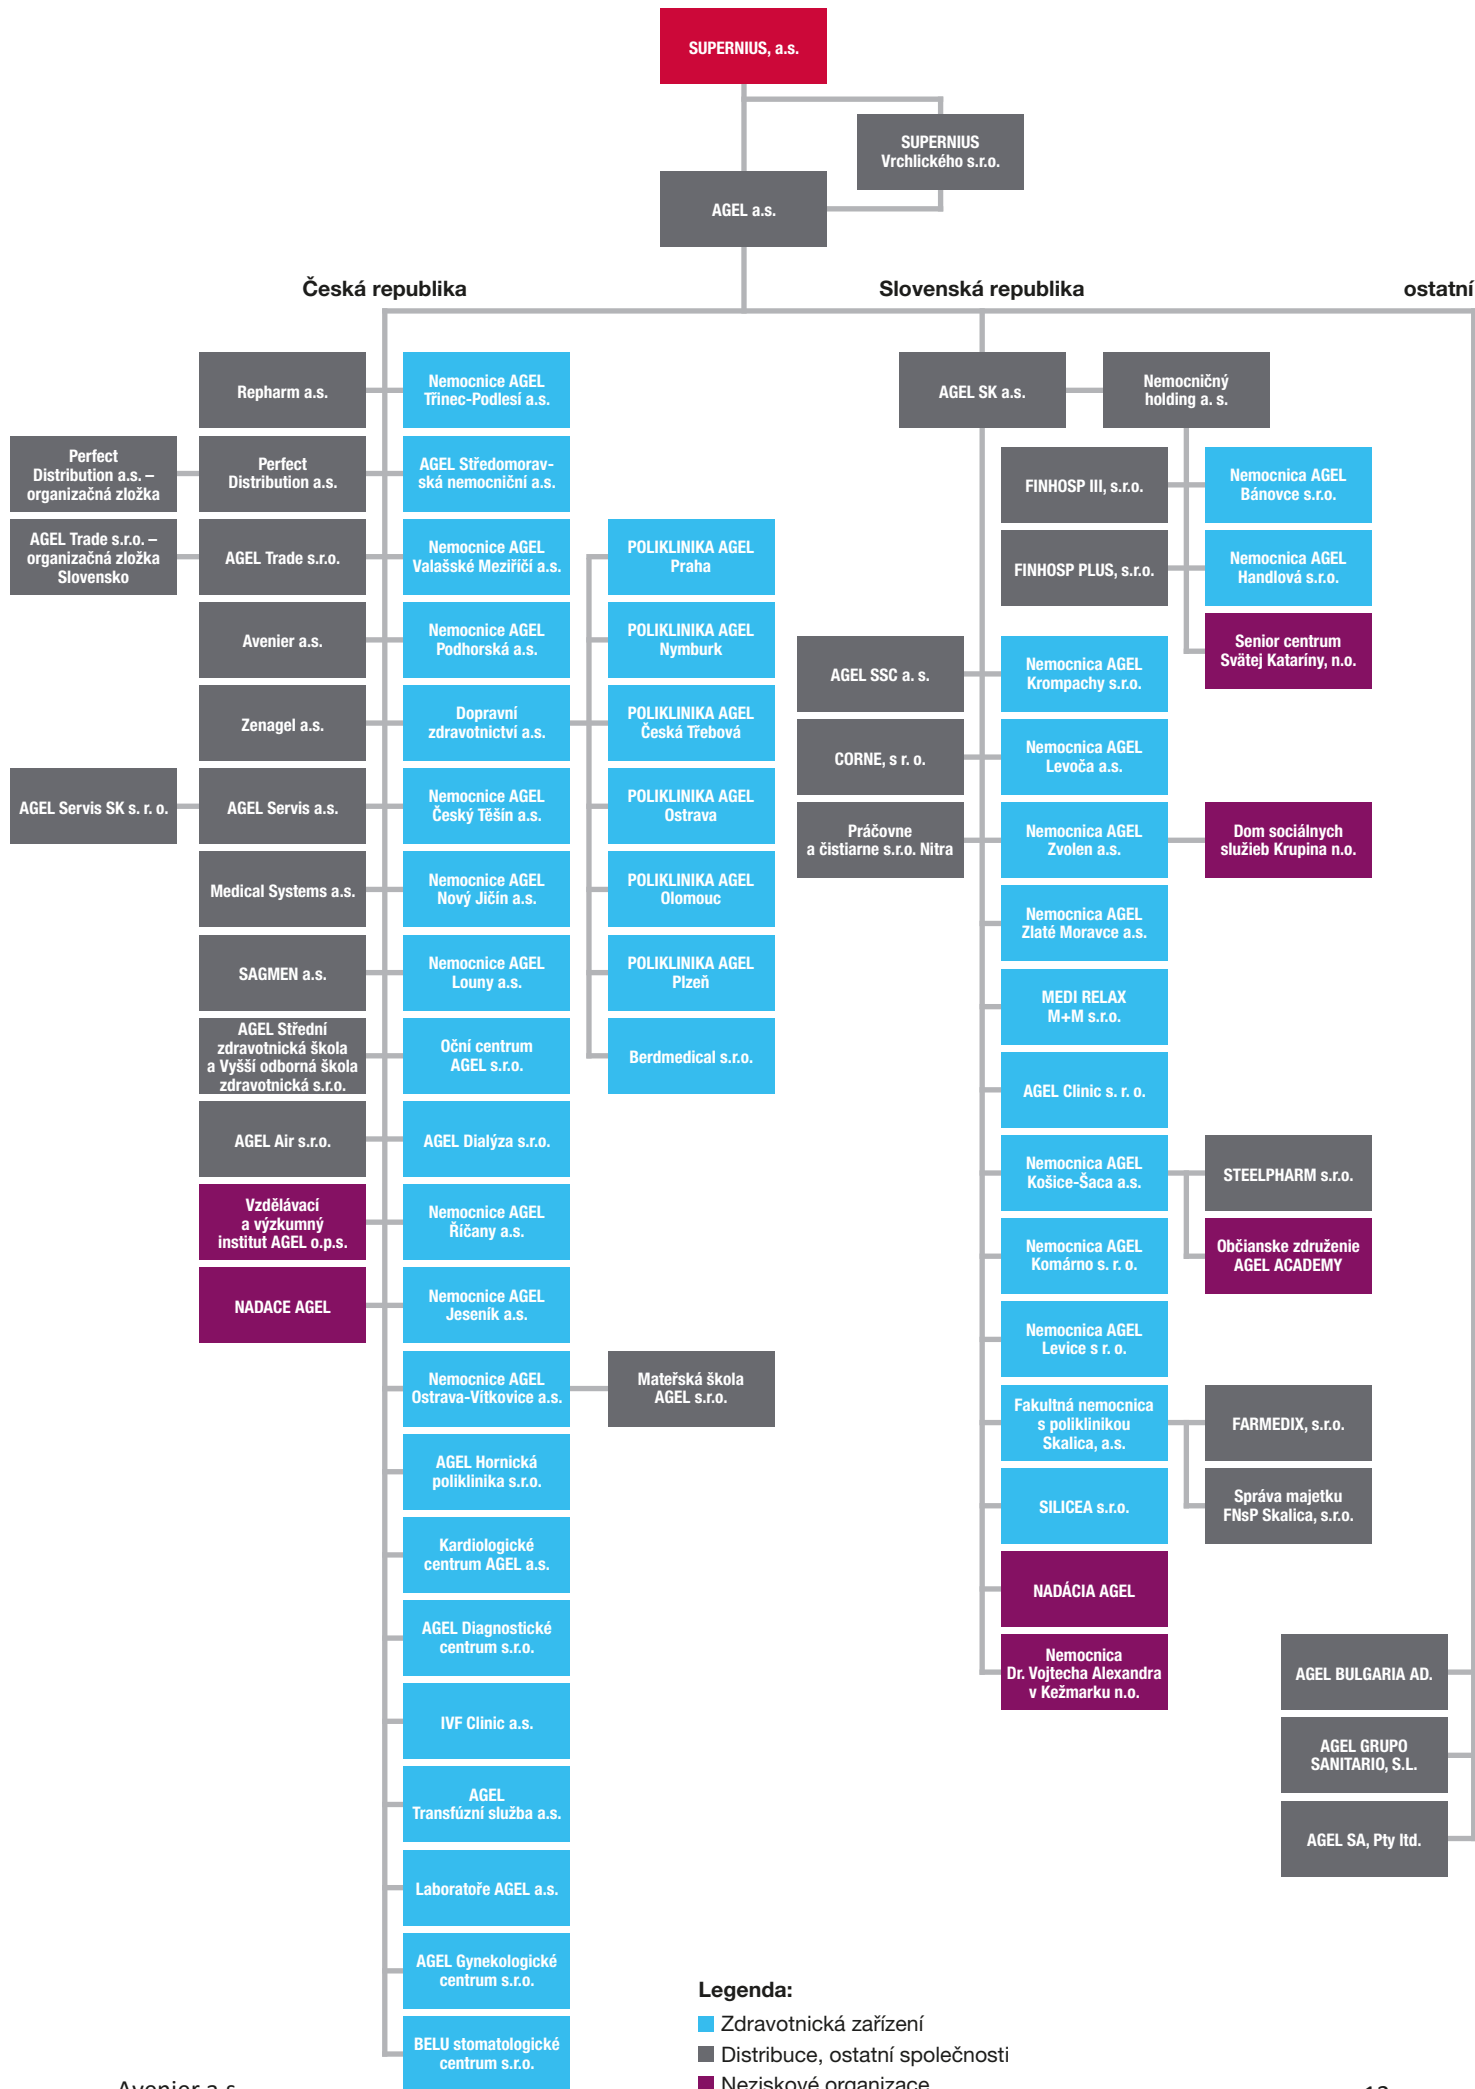 SUPERNIUS, a.s.
SUPERNIUS
Vrchlického s.r.o.
AGEL a.s.
Česká republika
Slovenská republika
ostatní
Repharm a.s.
Nemocnice AGEL
Třinec-Podlesí a.s.
Perfect
Distribution a.s. –
organizačná zložka
Perfect
Distribution a.s.
AGEL Středomorav-
ská nemocniční a.s.
AGEL Trade s.r.o. –
organizačná zložka
Slovensko
AGEL Trade s.r.o.
Nemocnice AGEL
Valašské Meziříčí a.s.
Avenier a.s.
Nemocnice AGEL
Podhorská a.s.
Zenagel a.s.
Dopravní
zdravotnictví a.s.
AGEL Servis SK s. r. o.
AGEL Servis a.s.
Nemocnice AGEL
Český Těšín a.s.
Medical Systems a.s.
Nemocnice AGEL
Nový Jičín a.s.
SAGMEN a.s.
Nemocnice AGEL
Louny a.s.
AGEL Střední
zdravotnická škola
a Vyšší odborná škola
zdravotnická s.r.o.
Oční centrum
AGEL s.r.o.
AGEL Air s.r.o.
AGEL Dialýza s.r.o.
Vzdělávací
a výzkumný
institut AGEL o.p.s.
Nemocnice AGEL
Říčany a.s.
NADACE AGEL
Nemocnice AGEL
Jeseník a.s.
Nemocnice AGEL
Ostrava-Vítkovice a.s.
Mateřská škola
AGEL s.r.o.
AGEL Hornická
poliklinika s.r.o.
Kardiologické
centrum AGEL a.s.
AGEL Diagnostické
centrum s.r.o.
IVF Clinic a.s.
AGEL
Transfúzní služba a.s.
Laboratoře AGEL a.s.
AGEL Gynekologické
centrum s.r.o.
BELU stomatologické
centrum s.r.o.
POLIKLINIKA AGEL
Praha
POLIKLINIKA AGEL
Nymburk
POLIKLINIKA AGEL
Česká Třebová
POLIKLINIKA AGEL
Ostrava
POLIKLINIKA AGEL
Olomouc
POLIKLINIKA AGEL
Plzeň
Berdmedical s.r.o.
AGEL SK a.s.
Nemocničný
holding a. s.
FINHOSP III, s.r.o.
Nemocnica AGEL
Bánovce s.r.o.
FINHOSP PLUS, s.r.o.
Nemocnica AGEL
Handlová s.r.o.
Senior centrum
Svätej Kataríny, n.o.
AGEL SSC a. s.
Nemocnica AGEL
Krompachy s.r.o.
CORNE, s r. o.
Nemocnica AGEL
Levoča a.s.
Práčovne
a čistiarne s.r.o. Nitra
Nemocnica AGEL
Zvolen a.s.
Dom sociálnych
služieb Krupina n.o.
Nemocnica AGEL
Zlaté Moravce a.s.
MEDI RELAX
M+M s.r.o.
AGEL Clinic s. r. o.
Nemocnica AGEL
Košice-Šaca a.s.
STEELPHARM s.r.o.
Nemocnica AGEL
Komárno s. r. o.
Občianske združenie
AGEL ACADEMY
Nemocnica AGEL
Levice s r. o.
Fakultná nemocnica
s poliklinikou
Skalica, a.s.
FARMEDIX, s.r.o.
SILICEA s.r.o.
Správa majetku
FNsP Skalica, s.r.o.
NADÁCIA AGEL
Nemocnica
Dr. Vojtecha Alexandra
v Kežmarku n.o.
AGEL BULGARIA AD.
AGEL GRUPO
SANITARIO, S.L.
AGEL SA, Pty ltd.
Legenda:
Zdravotnická zařízení
Distribuce, ostatní společnosti
Neziskové organizace
Avenier a.s.